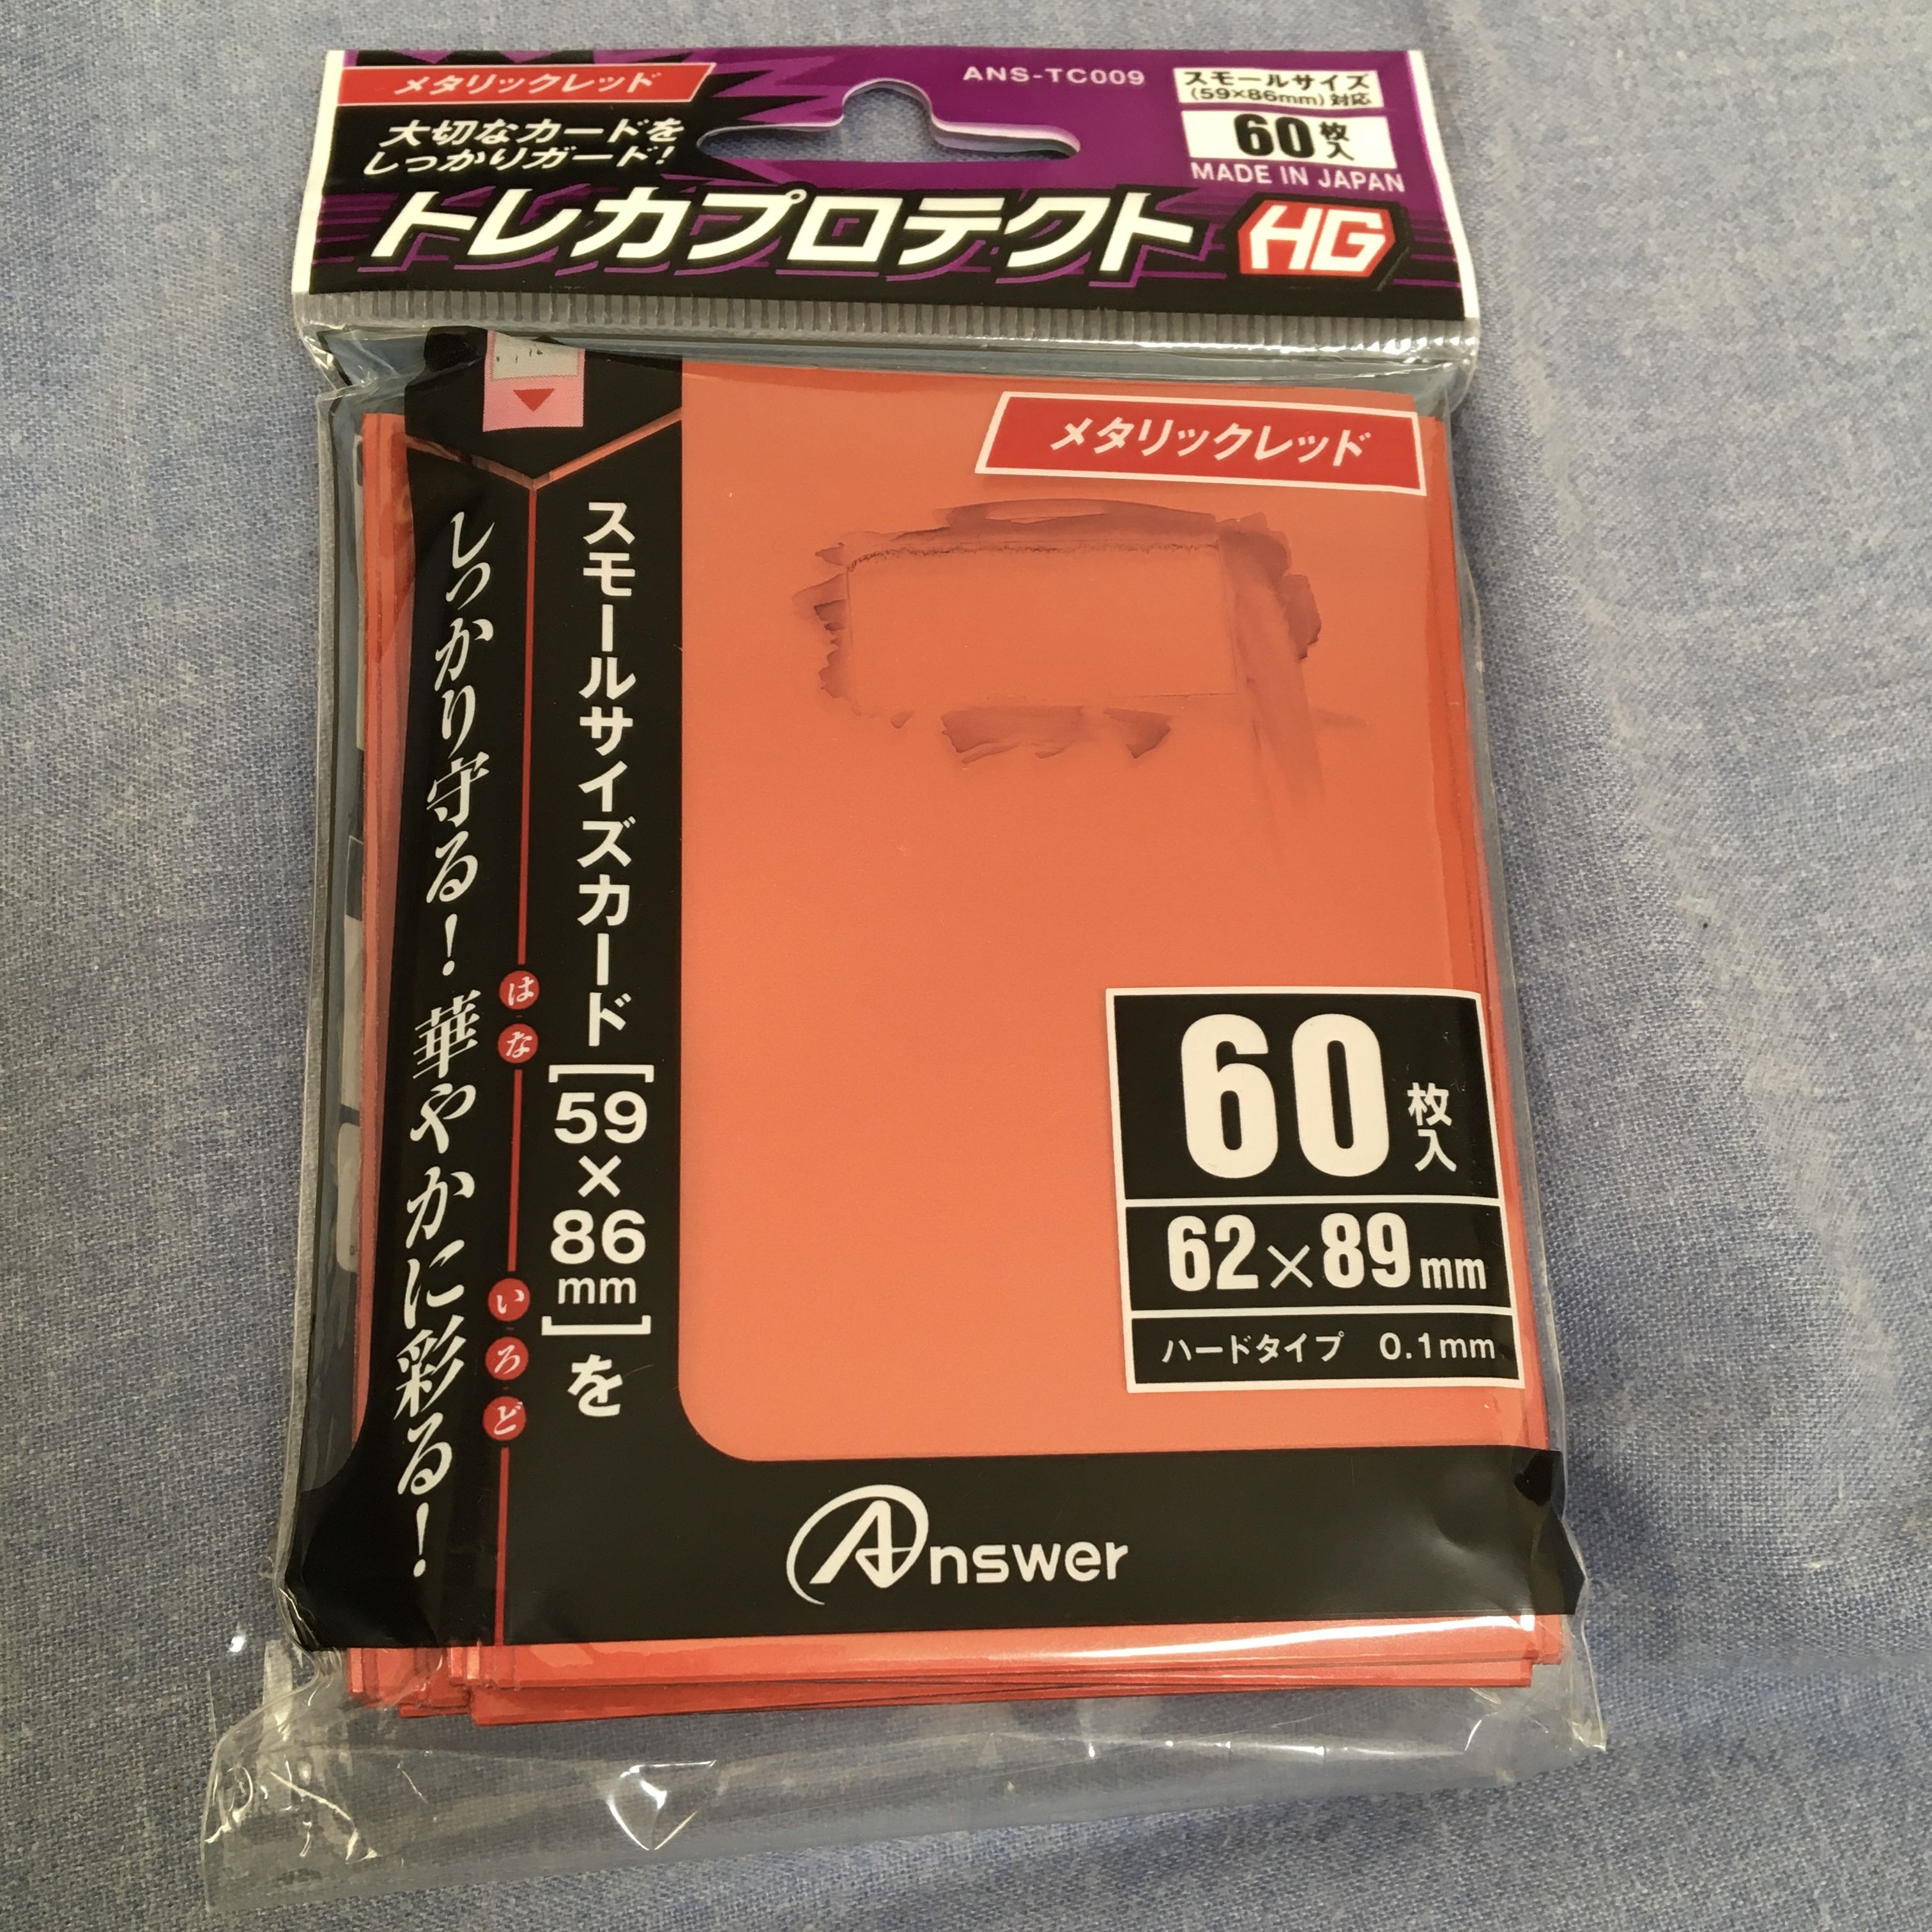 メタリックレッド
ANS-TC009
スモールサイズ
(59×86mm)対応
60枚入
MADE IN JAPAN
大切なカードを
しっかりガード!
トレカプロテクト HG
メタリックレッド
スモールサイズカード[59×86mm]を
はな いろど
しっかり守る!華やかに彩る!
60枚入
62×89mm
ハードタイプ 0.1mm
Answer